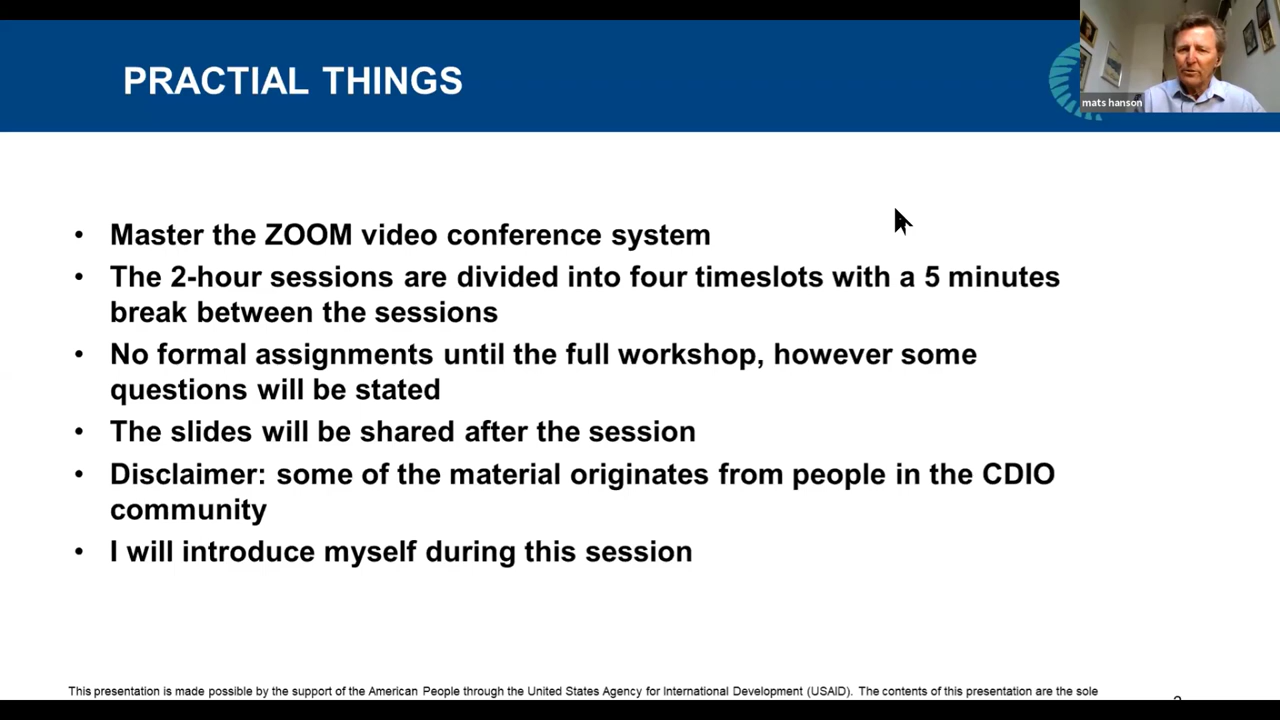 PRACTIAL THINGS
mats hanson
• Master the ZOOM video conference system
• The 2-hour sessions are divided into four timeslots with a 5 minutes
break between the sessions
• No formal assignments until the full workshop, however some
questions will be stated
• The slides will be shared after the session
• Disclaimer: some of the material originates from people in the CDIO
community
• I will introduce myself during this session
This presentation is made possible by the support of the American People through the United States Agency for International Development (USAID). The contents of this presentation are the sole